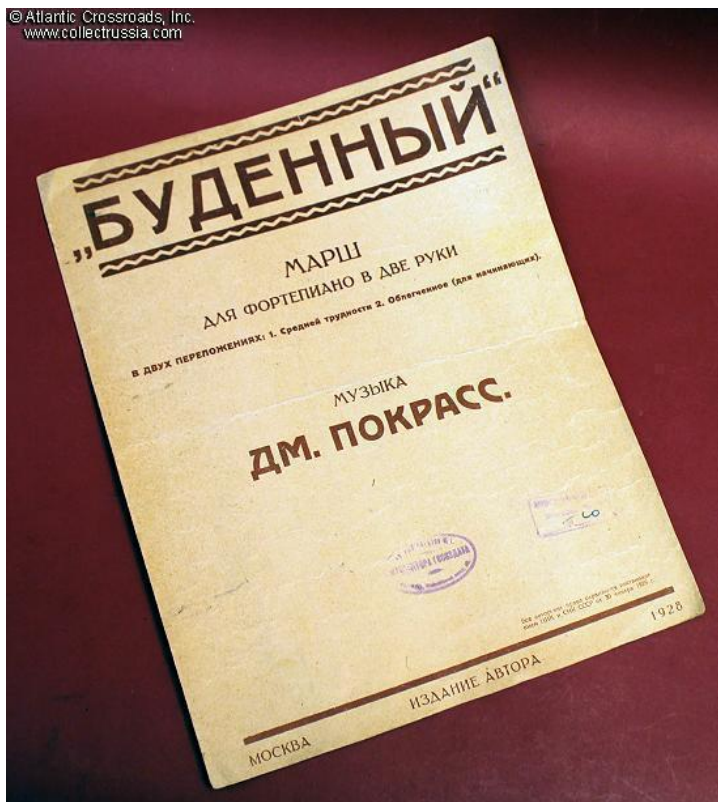 © Atlantic Crossroads, Inc.
www.collectrussia.com
„БУДЕННЫЙ“
МАРШ
ДЛЯ ФОРТЕПИАНО В ДВЕ РУКИ
В ДВУХ ПЕРЕЛОЖЕНИЯХ: 1. Средней трудности 2. Облегченное (для начинающих).
МУЗЫКА
ДМ. ПОКРАСС.
1928
МОСКВА
ИЗДАНИЕ АВТОРА